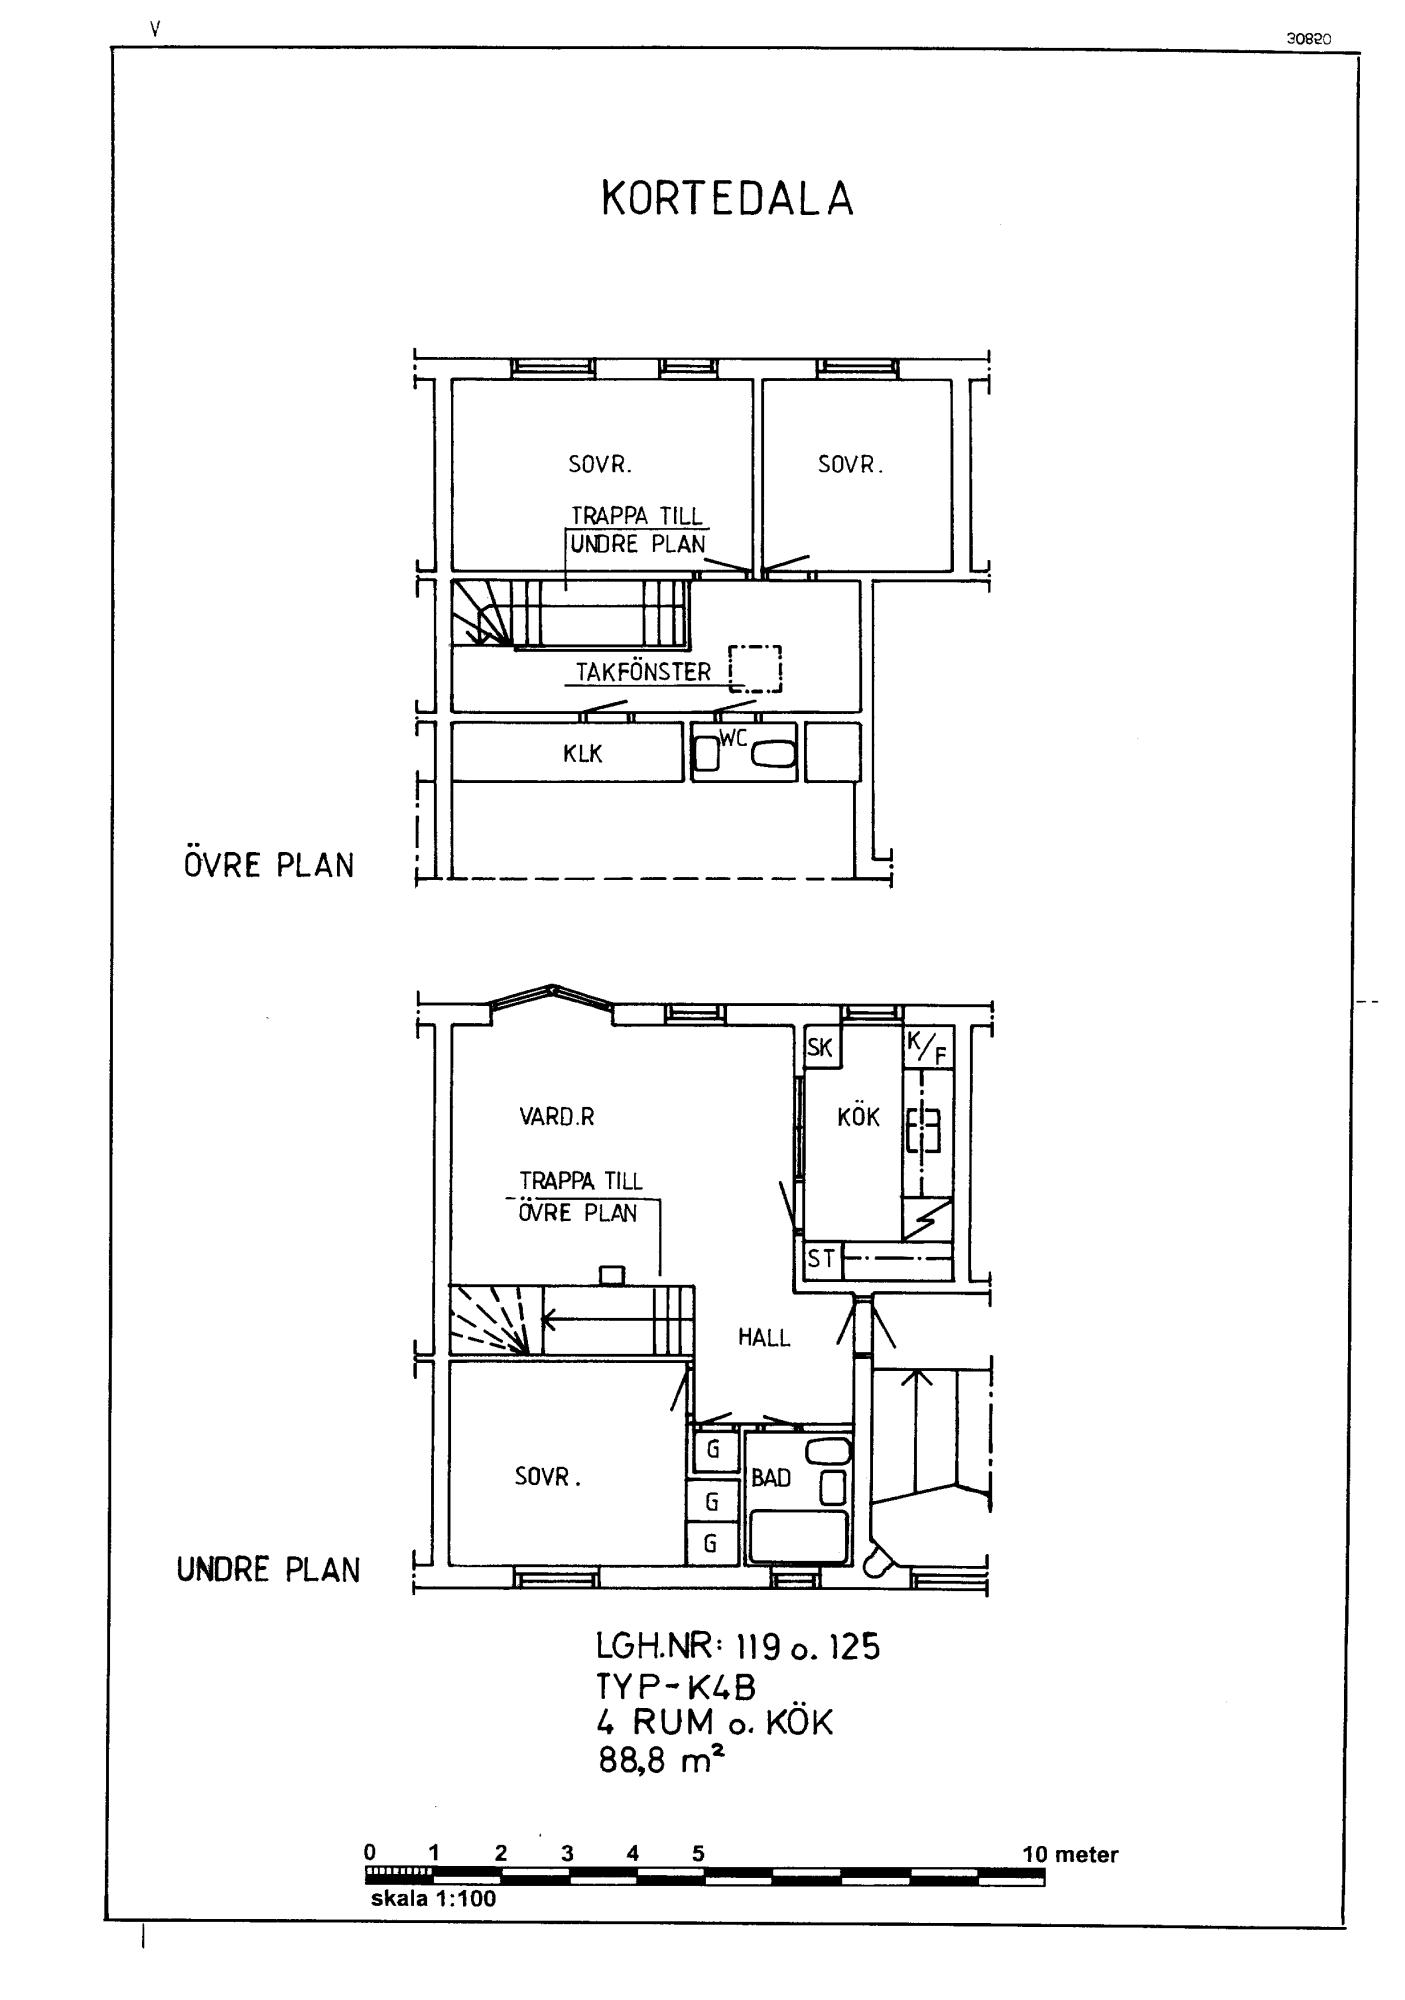 V
30820
KORTEDALA
SOVR.
SOVR.
TRAPPA TILL
UNDRE PLAN
TAKFÖNSTER
WC
KLK
ÖVRE PLAN
SK
K/F
VARD.R
KÖK
TRAPPA TILL
ÖVRE PLAN
ST
HALL
G
SOVR.
BAD
G
G
UNDRE PLAN
LGH.NR: 119 o. 125
TYP-K4B
4 RUM o. KÖK
88,8 m²
0 1 2 3 4 5 10 meter
skala 1:100